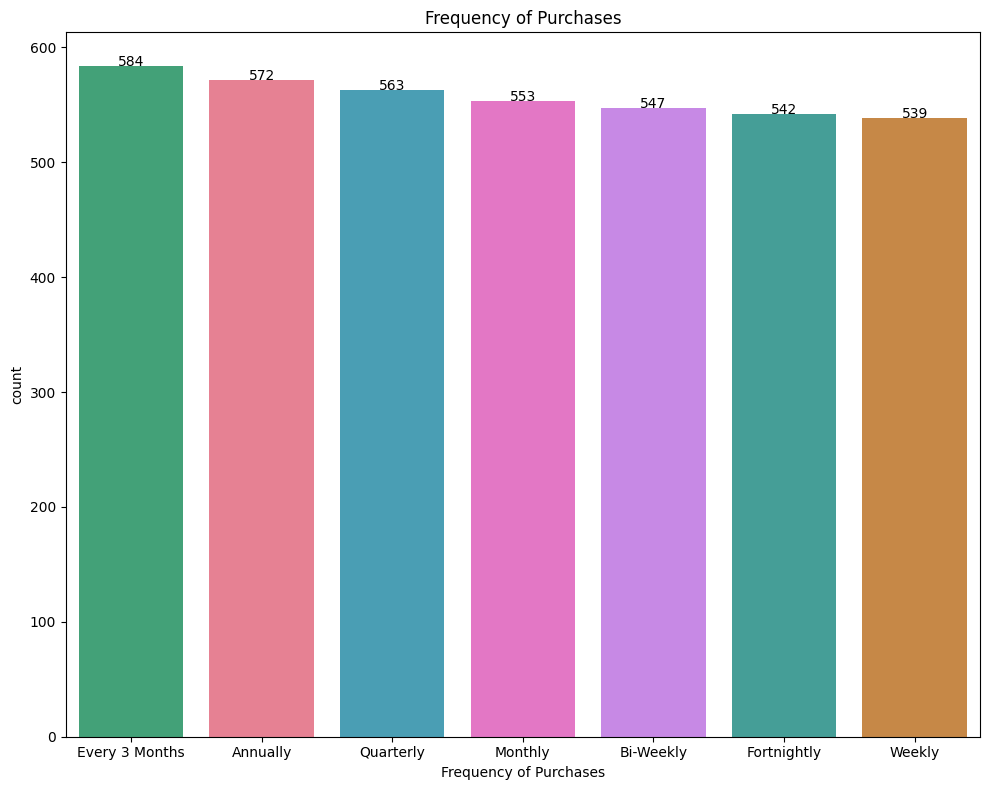 Frequency of Purchases
count
600
500
400
300
200
100
0
584
572
563
553
547
542
539
Every 3 Months
Annually
Quarterly
Monthly
Bi-Weekly
Fortnightly
Weekly
Frequency of Purchases